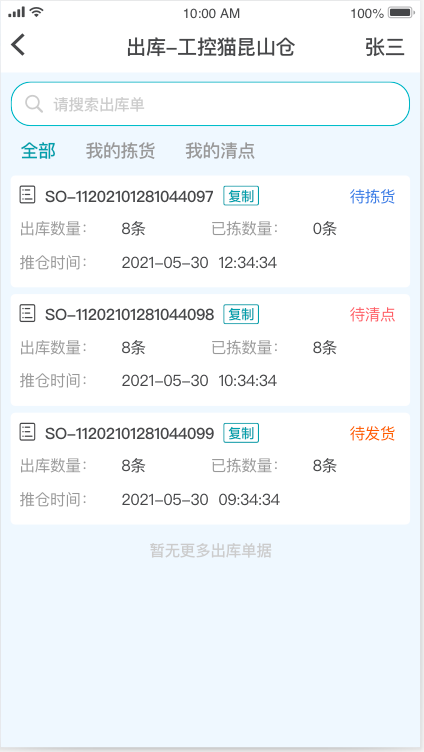 10:00 AM 100%
出库-工控猫昆山仓 张三
请搜索出库单
全部 我的拣货 我的清点
SO-11202101281044097 复制 待拣货
出库数量： 8条 已拣数量： 0条
推仓时间： 2021-05-30 12:34:34
SO-11202101281044098 复制 待清点
出库数量： 8条 已拣数量： 8条
推仓时间： 2021-05-30 10:34:34
SO-11202101281044099 复制 待发货
出库数量： 8条 已拣数量： 8条
推仓时间： 2021-05-30 09:34:34
暂无更多出库单据